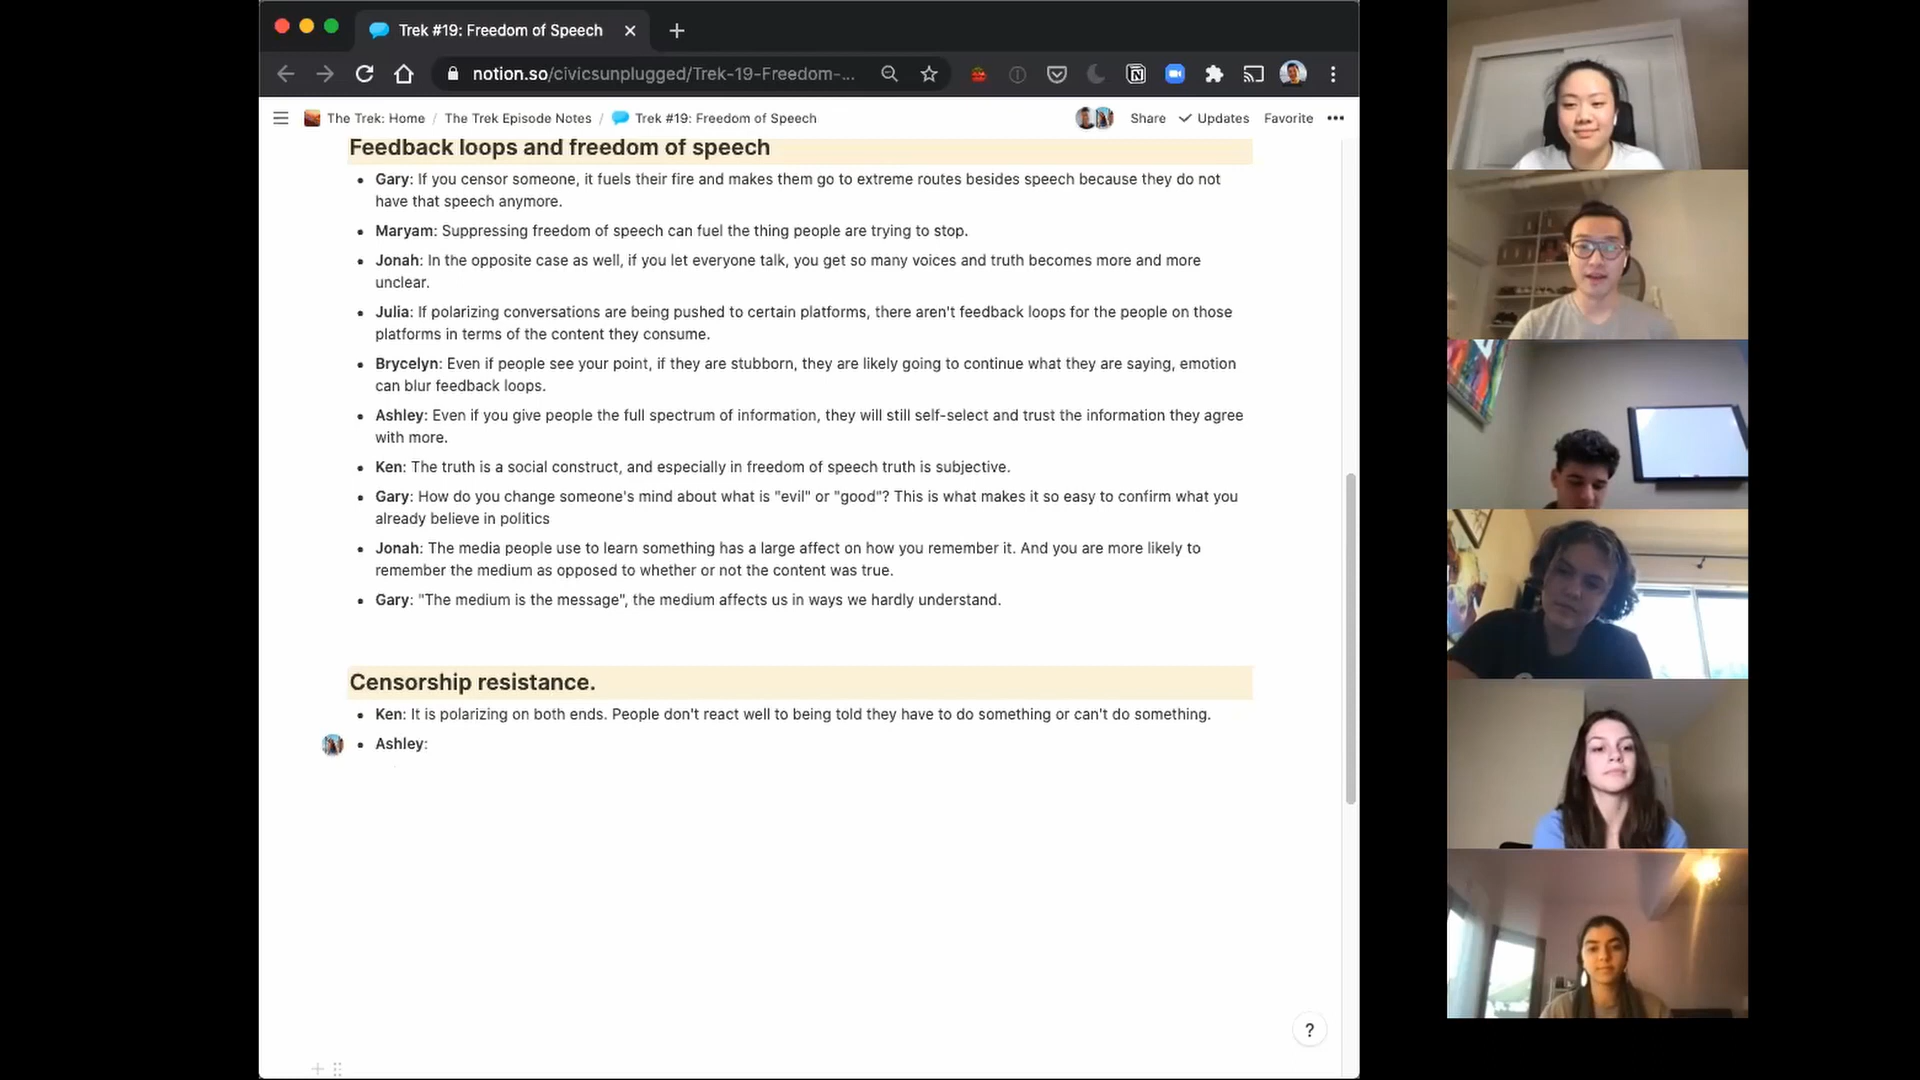 Trek #19: Freedom of Speech
notion.so/civicsunplugged/Trek-19-Freedom-...
The Trek: Home / The Trek Episode Notes / Trek #19: Freedom of Speech
Share Updates Favorite
Feedback loops and freedom of speech
Gary: If you censor someone, it fuels their fire and makes them go to extreme routes besides speech because they do not
have that speech anymore.
Maryam: Suppressing freedom of speech can fuel the thing people are trying to stop.
Jonah: In the opposite case as well, if you let everyone talk, you get so many voices and truth becomes more and more
unclear.
Julia: If polarizing conversations are being pushed to certain platforms, there aren't feedback loops for the people on those
platforms in terms of the content they consume.
Brycelyn: Even if people see your point, if they are stubborn, they are likely going to continue what they are saying, emotion
can blur feedback loops.
Ashley: Even if you give people the full spectrum of information, they will still self-select and trust the information they agree
with more.
Ken: The truth is a social construct, and especially in freedom of speech truth is subjective.
Gary: How do you change someone's mind about what is "evil" or "good"? This is what makes it so easy to confirm what you
already believe in politics
Jonah: The media people use to learn something has a large affect on how you remember it. And you are more likely to
remember the medium as opposed to whether or not the content was true.
Gary: "The medium is the message", the medium affects us in ways we hardly understand.
Censorship resistance.
Ken: It is polarizing on both ends. People don't react well to being told they have to do something or can't do something.
Ashley:
?